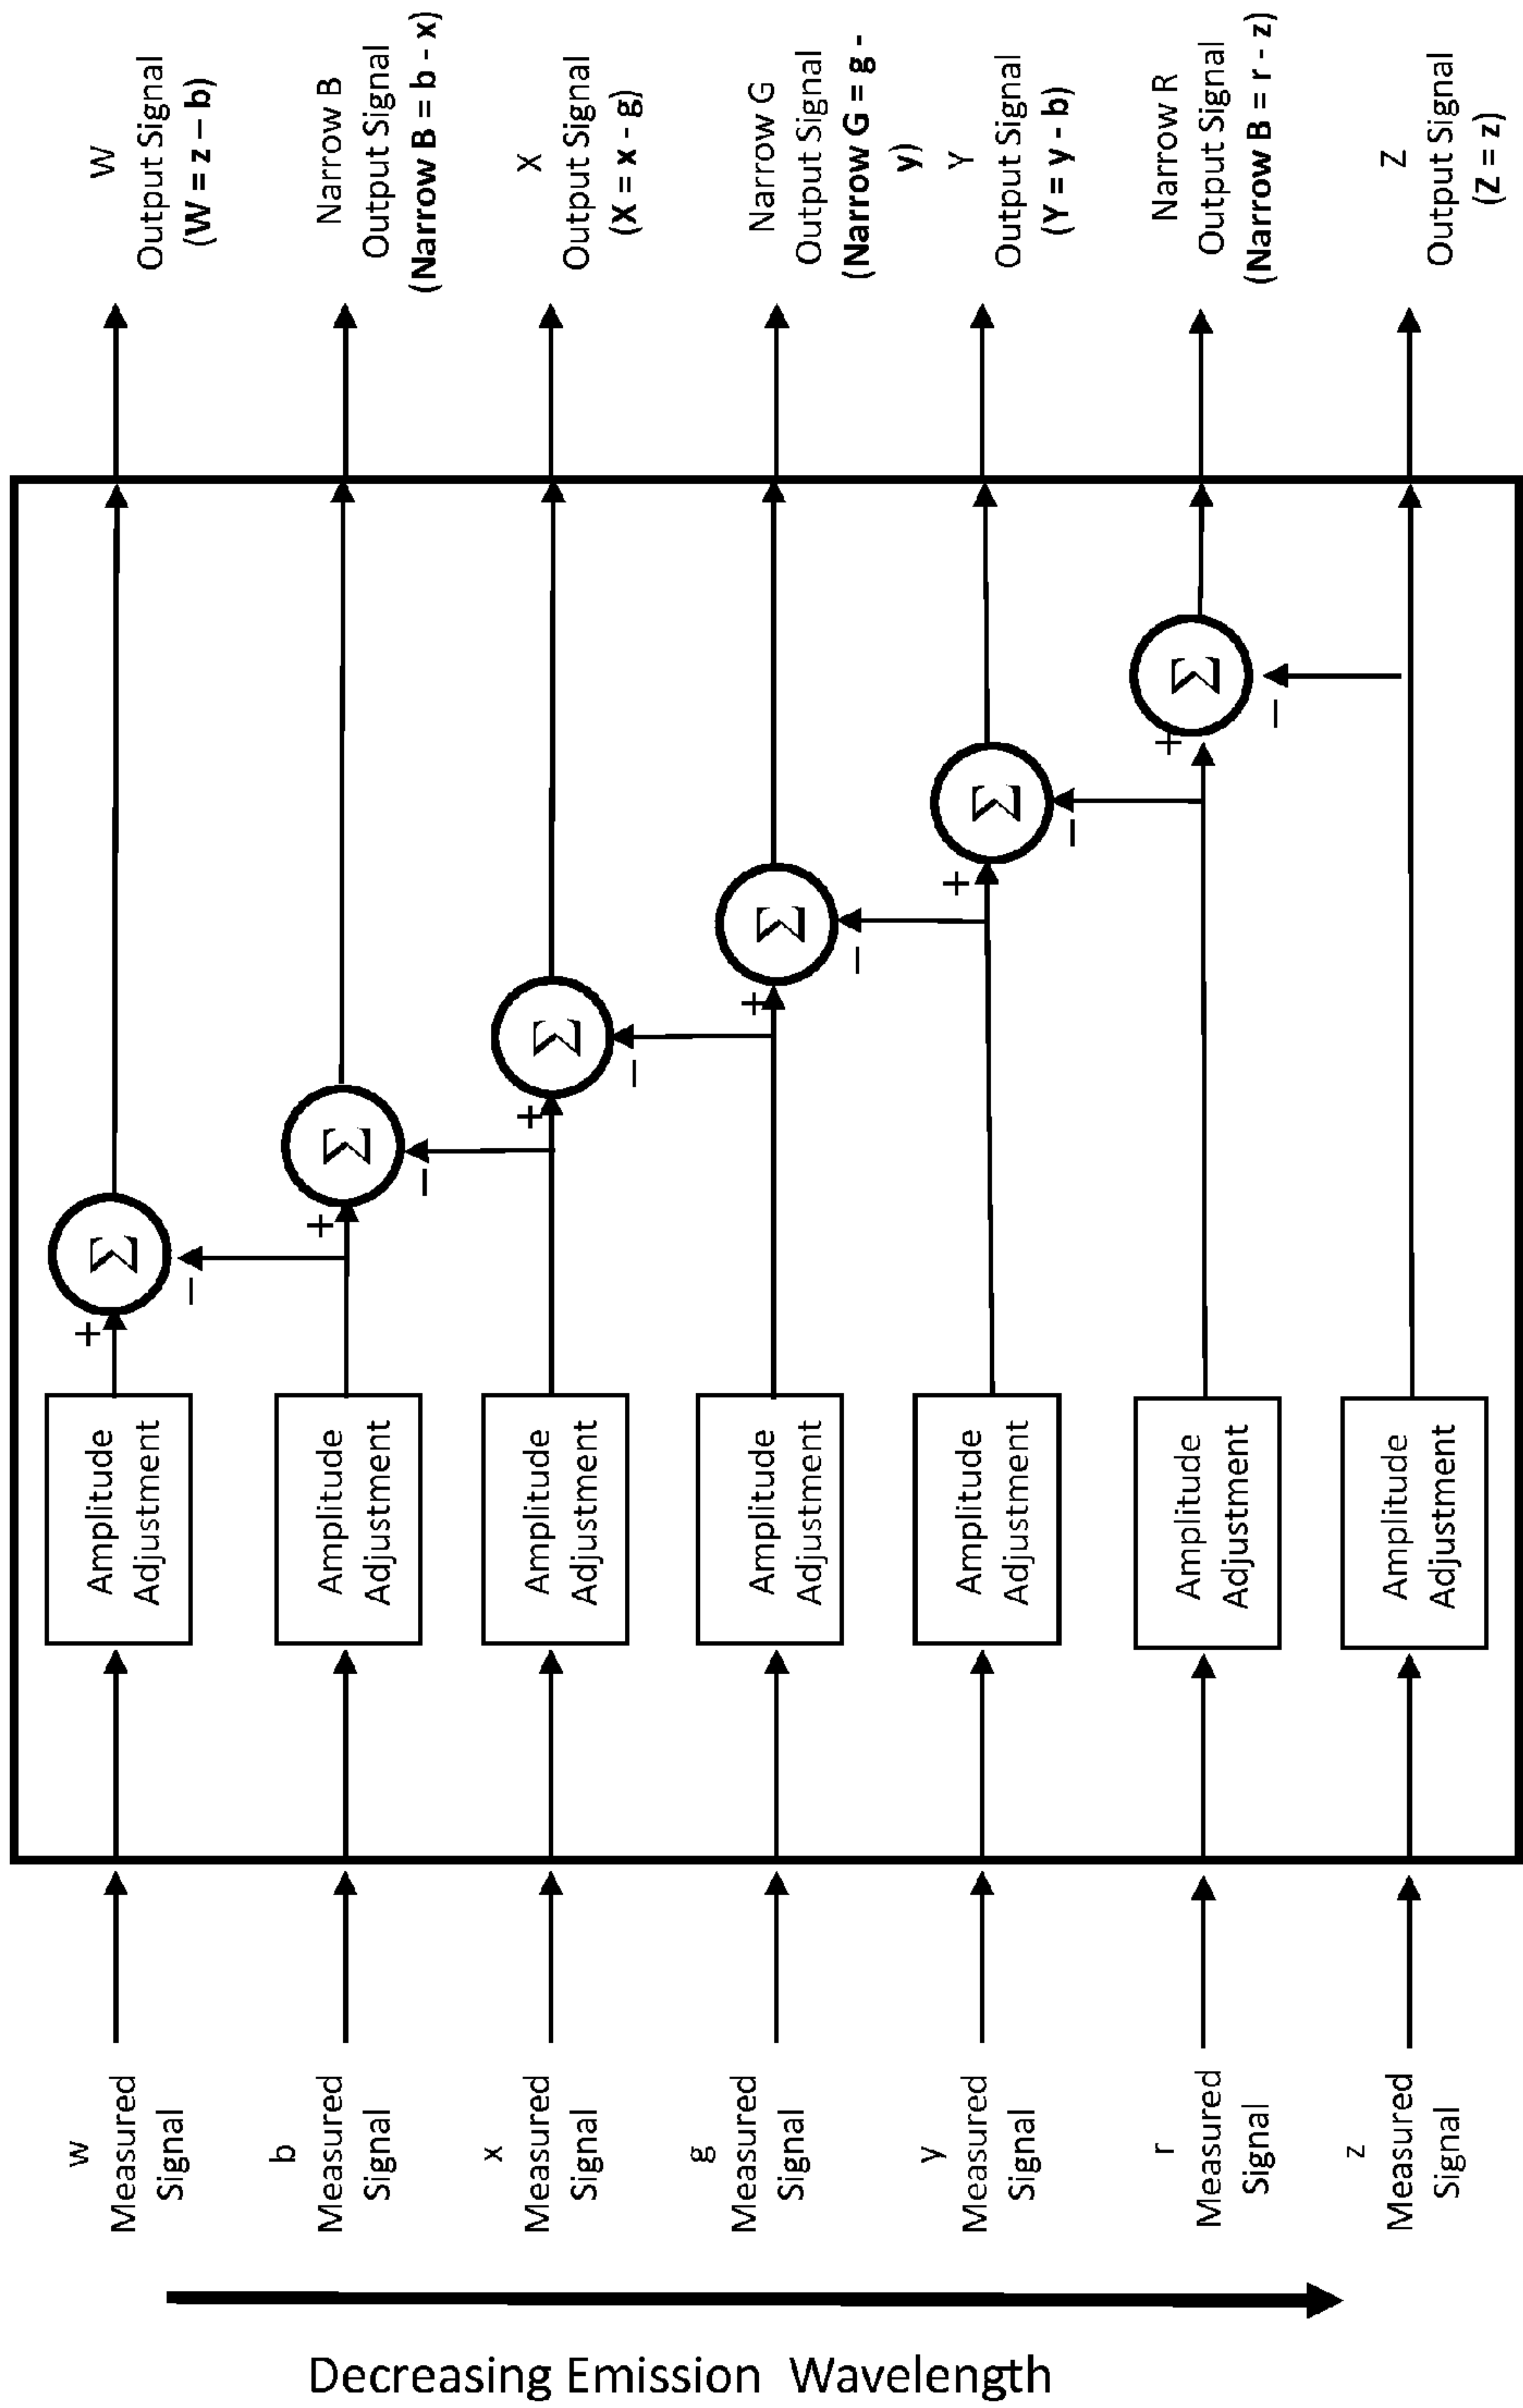 Decreasing Emission Wavelength
w
Measured
Signal
b
Measured
Signal
x
Measured
Signal
g
Measured
Signal
y
Measured
Signal
r
Measured
Signal
z
Measured
Signal
Amplitude
Adjustment
Amplitude
Adjustment
Amplitude
Adjustment
Amplitude
Adjustment
Amplitude
Adjustment
Amplitude
Adjustment
Amplitude
Adjustment
+
Σ
−
+
Σ
−
+
Σ
−
+
Σ
−
+
Σ
−
+
Σ
−
W
Output Signal
(W = z – b)
Narrow B
Output Signal
(Narrow B = b - x)
X
Output Signal
(X = x - g)
Narrow G
Output Signal
(Narrow G = g -
y)
Y
Output Signal
(Y = y - b)
Narrow R
Output Signal
(Narrow B = r - z)
Z
Output Signal
(Z = z)